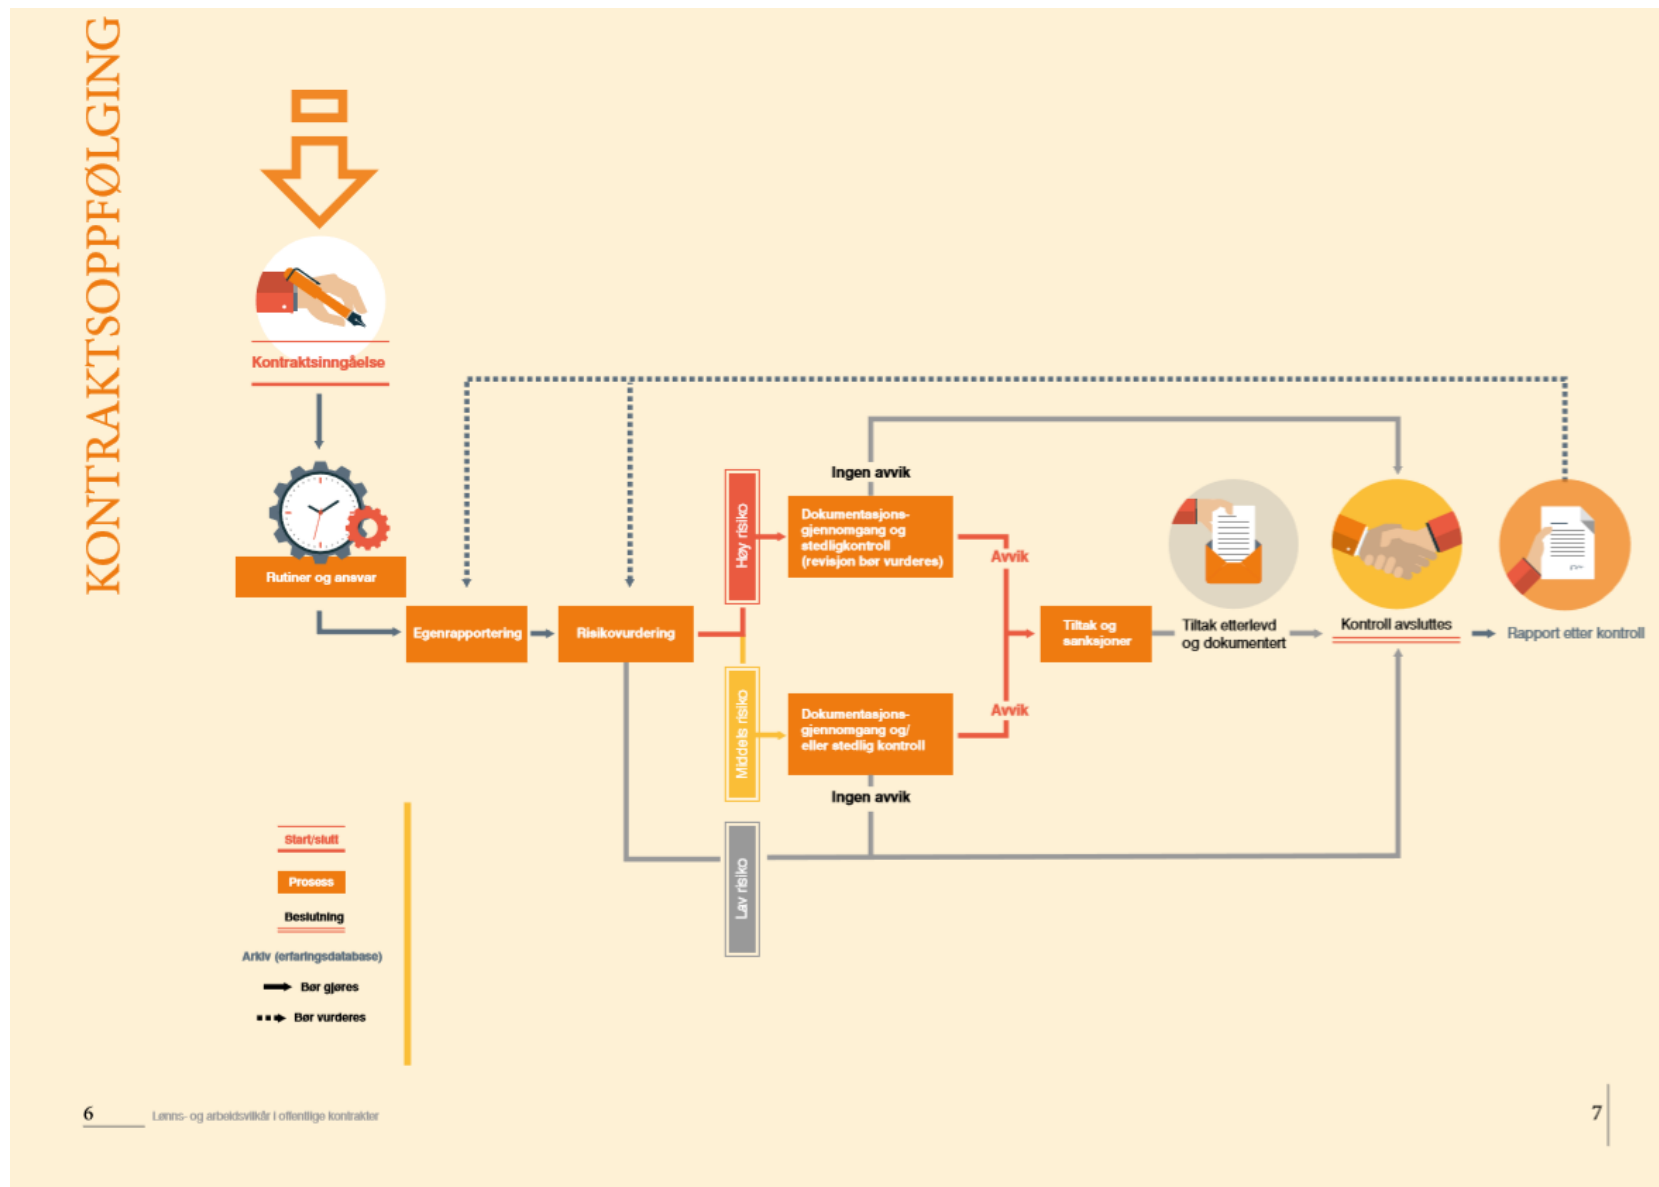 KONTRAKTSOPPFØLGING
Kontraktsinngåelse
Rutiner og ansvar
Egenrapportering
Risikovurdering
Høy risiko
Middels risiko
Lav risiko
Ingen avvik
Dokumentasjons-
gjennomgang og
stedligkontroll
(revisjon bør vurderes)
Avvik
Dokumentasjons-
gjennomgang og/
eller stedlig kontroll
Avvik
Ingen avvik
Tiltak og
sanksjoner
Tiltak etterlevd
og dokumentert
Kontroll avsluttes
Rapport etter kontroll
Start/slutt
Prosess
Beslutning
Arkiv (erfaringsdatabase)
Bør gjøres
Bør vurderes
6 Lønns- og arbeidsvilkår i offentlige kontrakter
7